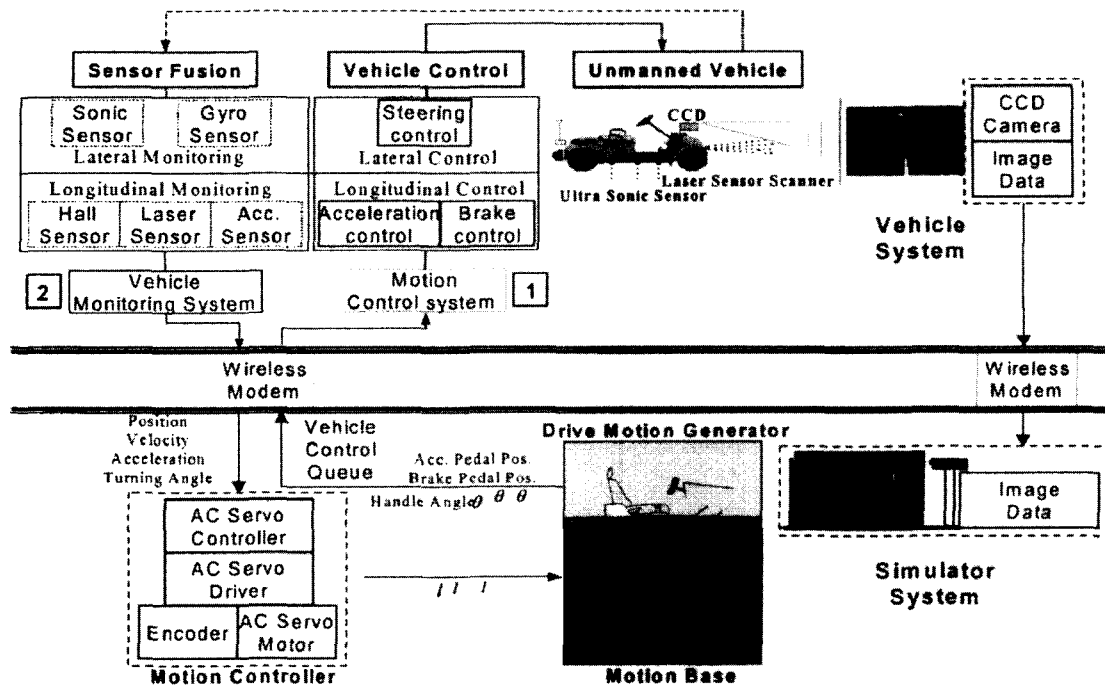 Sensor Fusion
Vehicle Control
Unmanned Vehicle
Sonic
Sensor
Gyro
Sensor
Lateral Monitoring
Longitudinal Monitoring
Hall
Sensor
Laser
Sensor
Acc.
Sensor
Steering
control
Lateral Control
Longitudinal Control
Acceleration
control
Brake
control
CCD
Laser Sensor Scanner
Ultra Sonic Sensor
CCD
Camera
Image
Data
Vehicle
System
2
Vehicle
Monitoring System
Motion
Control system
1
Wireless
Modem
Wireless
Modem
Position
Velocity
Acceleration
Turning Angle
Vehicle
Control
Queue
Acc. Pedal Pos.
Brake Pedal Pos.
Handle Angle θ θ θ
Drive Motion Generator
AC Servo
Controller
AC Servo
Driver
Encoder
AC Servo
Motor
Motion Controller
Motion Base
Image
Data
Simulator
System